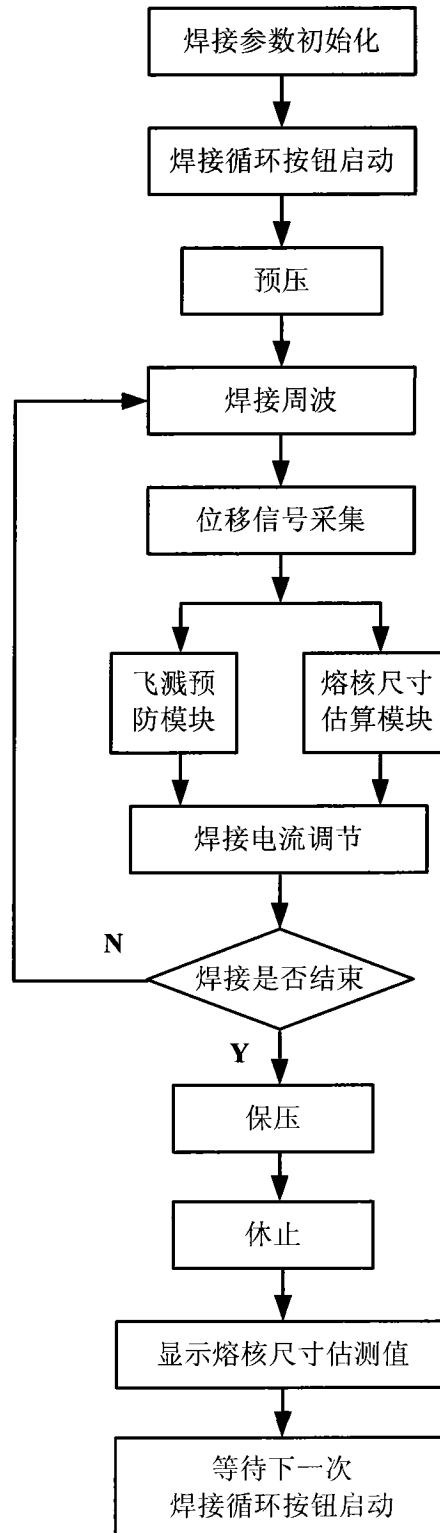 焊接参数初始化
焊接循环按钮启动
预压
焊接周波
位移信号采集
飞溅预
防模块
熔核尺寸
估算模块
焊接电流调节
N
焊接是否结束
Y
保压
休止
显示熔核尺寸估测值
等待下一次
焊接循环按钮启动